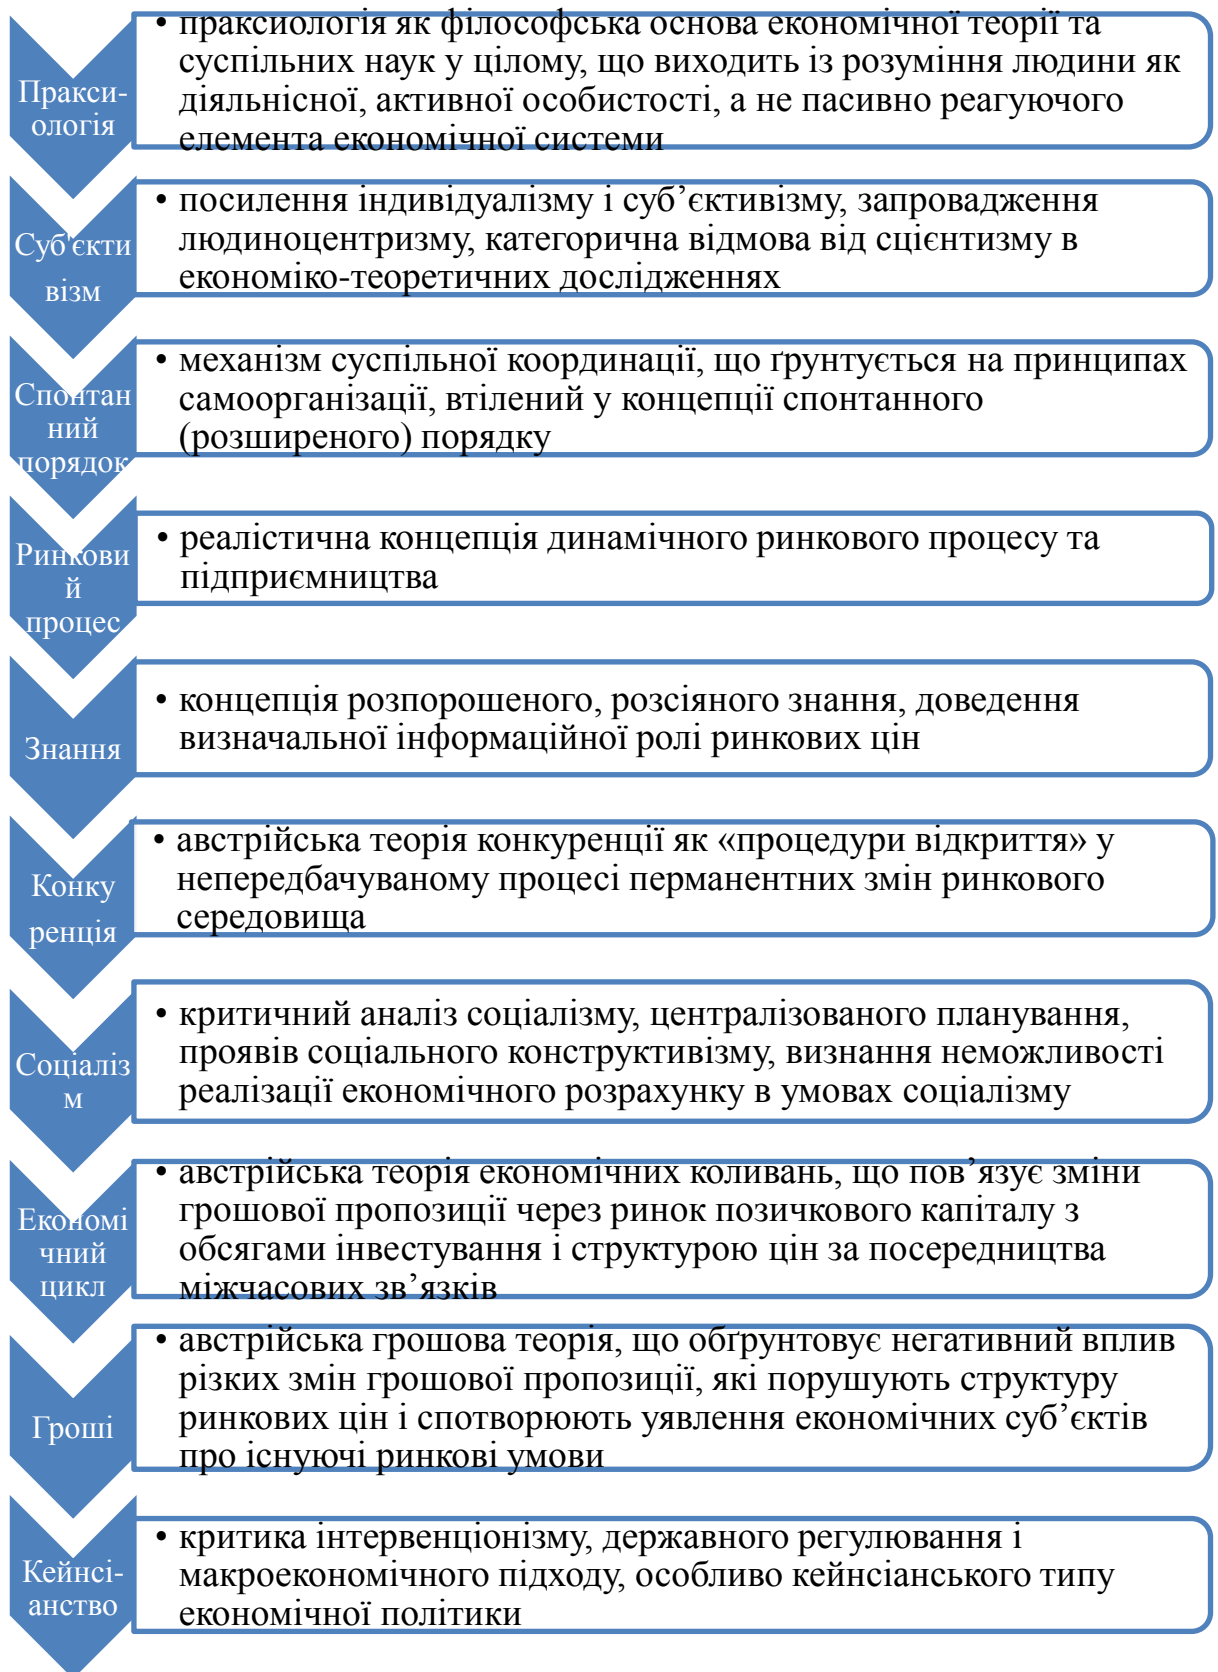 Пракси-
ологія
• праксиологія як філософська основа економічної теорії та
суспільних наук у цілому, що виходить із розуміння людини як
діяльнісної, активної особистості, а не пасивно реагуючого
елемента економічної системи
Суб'єкти
візм
• посилення індивідуалізму і суб’єктивізму, запровадження
людиноцентризму, категорична відмова від сцієнтизму в
економіко-теоретичних дослідженнях
Спонтан
ний
порядок
• механізм суспільної координації, що ґрунтується на принципах
самоорганізації, втілений у концепції спонтанного
(розширеного) порядку
Ринкови
й
процес
• реалістична концепція динамічного ринкового процесу та
підприємництва
Знання
• концепція розпорошеного, розсіяного знання, доведення
визначальної інформаційної ролі ринкових цін
Конку
ренція
• австрійська теорія конкуренції як «процедури відкриття» у
непередбачуваному процесі перманентних змін ринкового
середовища
Соціаліз
м
• критичний аналіз соціалізму, централізованого планування,
проявів соціального конструктивізму, визнання неможливості
реалізації економічного розрахунку в умовах соціалізму
Економі
чний
цикл
• австрійська теорія економічних коливань, що пов’язує зміни
грошової пропозиції через ринок позичкового капіталу з
обсягами інвестування і структурою цін за посередництва
міжчасових зв’язків
Гроші
• австрійська грошова теорія, що обґрунтовує негативний вплив
різких змін грошової пропозиції, які порушують структуру
ринкових цін і спотворюють уявлення економічних суб’єктів
про існуючі ринкові умови
Кейнсі-
анство
• критика інтервенціонізму, державного регулювання і
макроекономічного підходу, особливо кейнсіанського типу
економічної політики